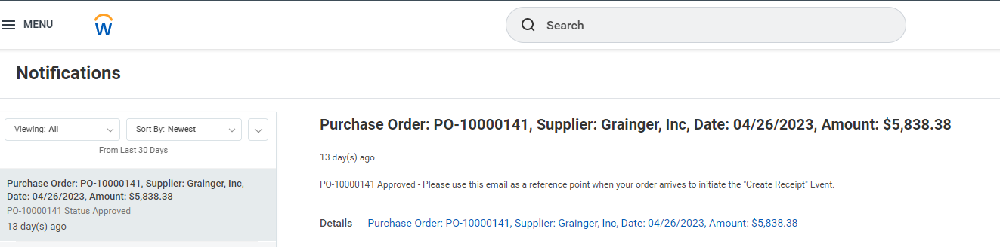 MENU
W
Search
Notifications
Viewing: All
Sort By: Newest
From Last 30 Days
Purchase Order: PO-10000141, Supplier: Grainger, Inc,
Date: 04/26/2023, Amount: $5,838.38
PO-10000141 Status Approved
13 day(s) ago
Purchase Order: PO-10000141, Supplier: Grainger, Inc, Date: 04/26/2023, Amount: $5,838.38
13 day(s) ago
PO-10000141 Approved - Please use this email as a reference point when your order arrives to initiate the "Create Receipt" Event.
Details Purchase Order: PO-10000141, Supplier: Grainger, Inc, Date: 04/26/2023, Amount: $5,838.38